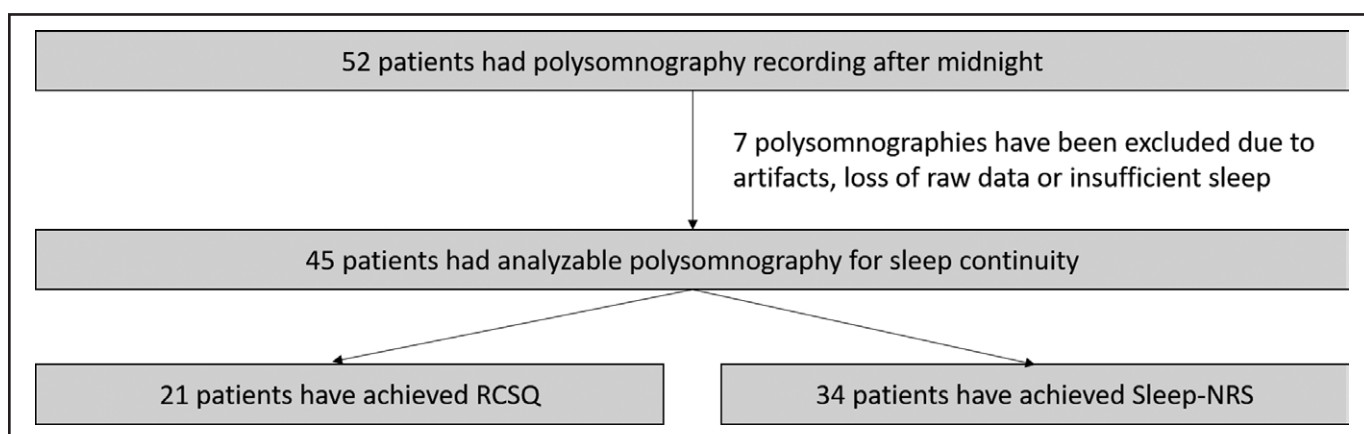 52 patients had polysomnography recording after midnight
7 polysomnographies have been excluded due to
artifacts, loss of raw data or insufficient sleep
45 patients had analyzable polysomnography for sleep continuity
21 patients have achieved RCSQ
34 patients have achieved Sleep-NRS